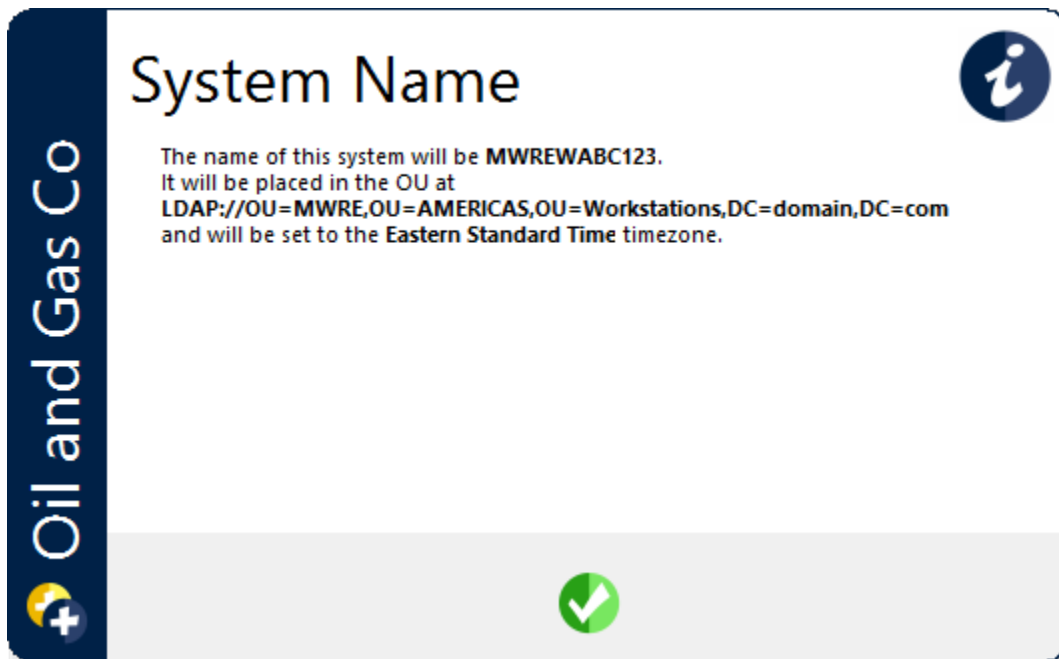 System Name
The name of this system will be MWREWABC123.
It will be placed in the OU at
LDAP://OU=MWRE,OU=AMERICAS,OU=Workstations,DC=domain,DC=com
and will be set to the Eastern Standard Time timezone.
Oil and Gas Co